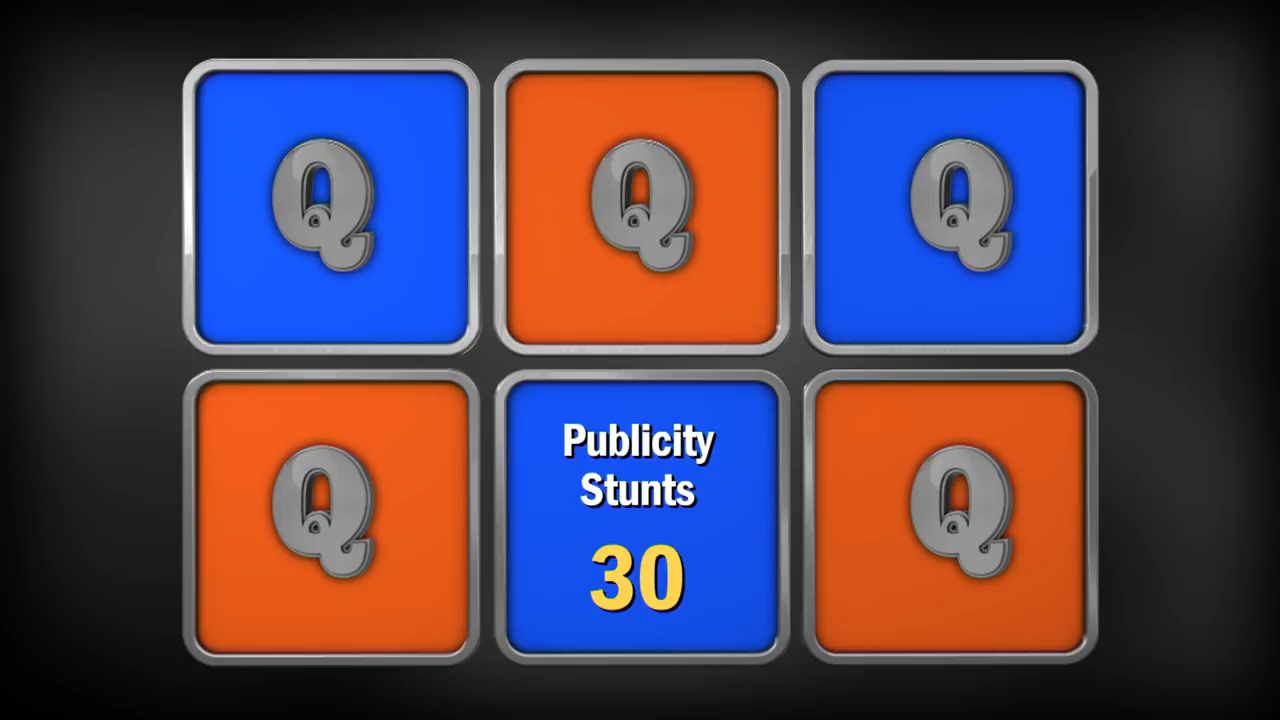 Q Q Q
Q
Publicity
Stunts
30
Q